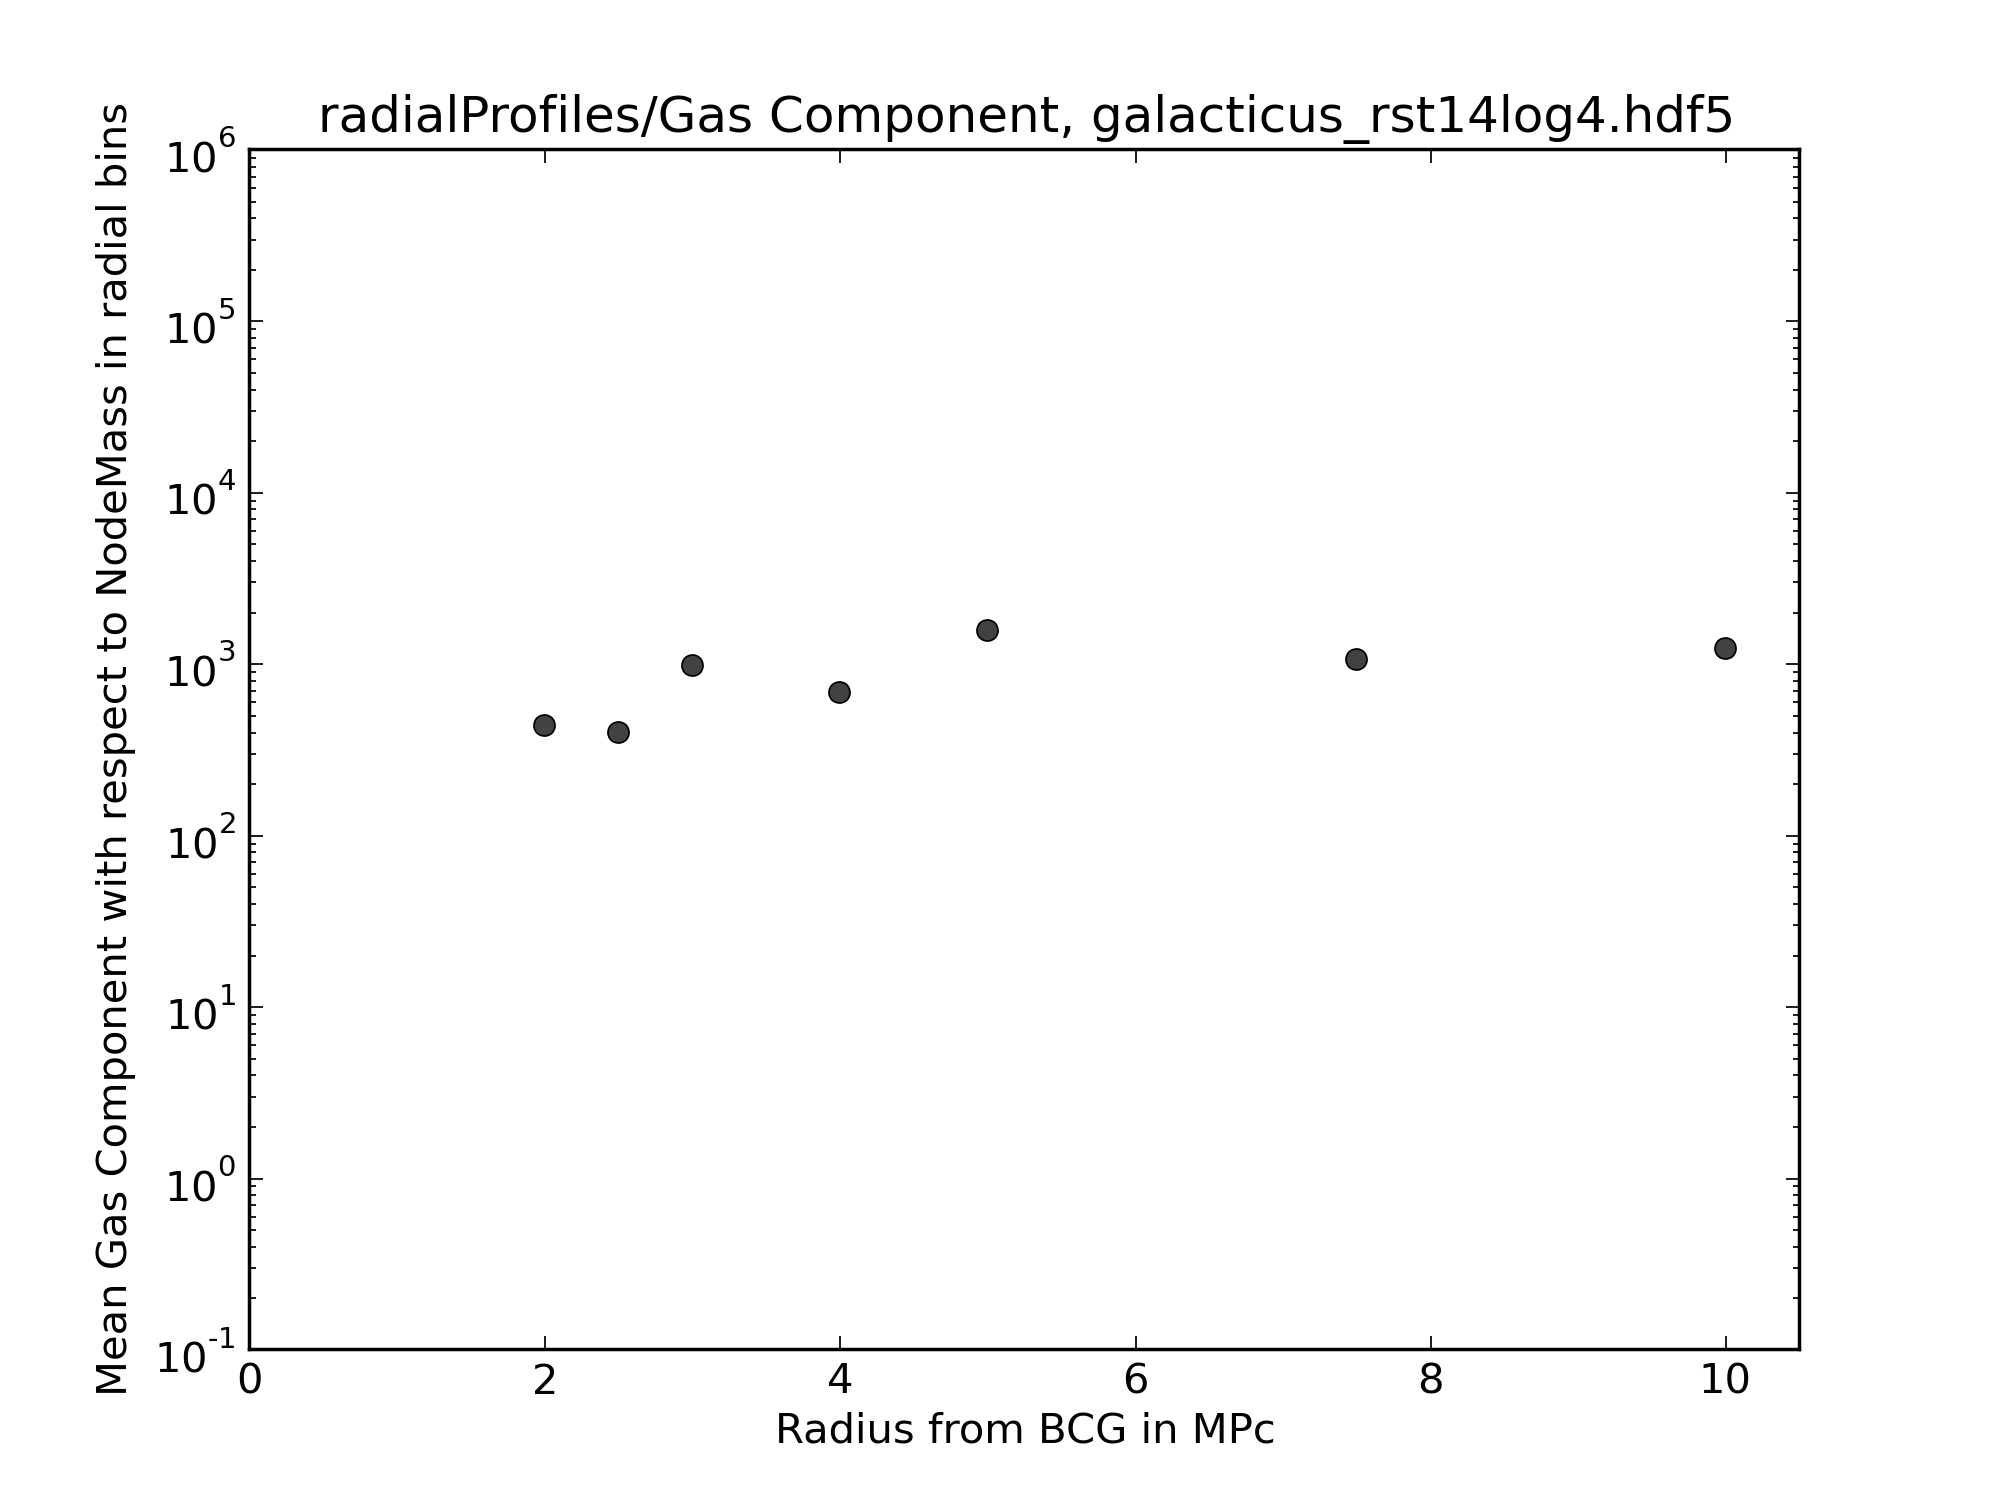 radialProfiles/Gas Component, galacticus_rst14log4.hdf5
Mean Gas Component with respect to NodeMass in radial bins
10^6
10^5
10^4
10^3
10^2
10^1
10^0
10^-1
0 2 4 6 8 10
Radius from BCG in MPc